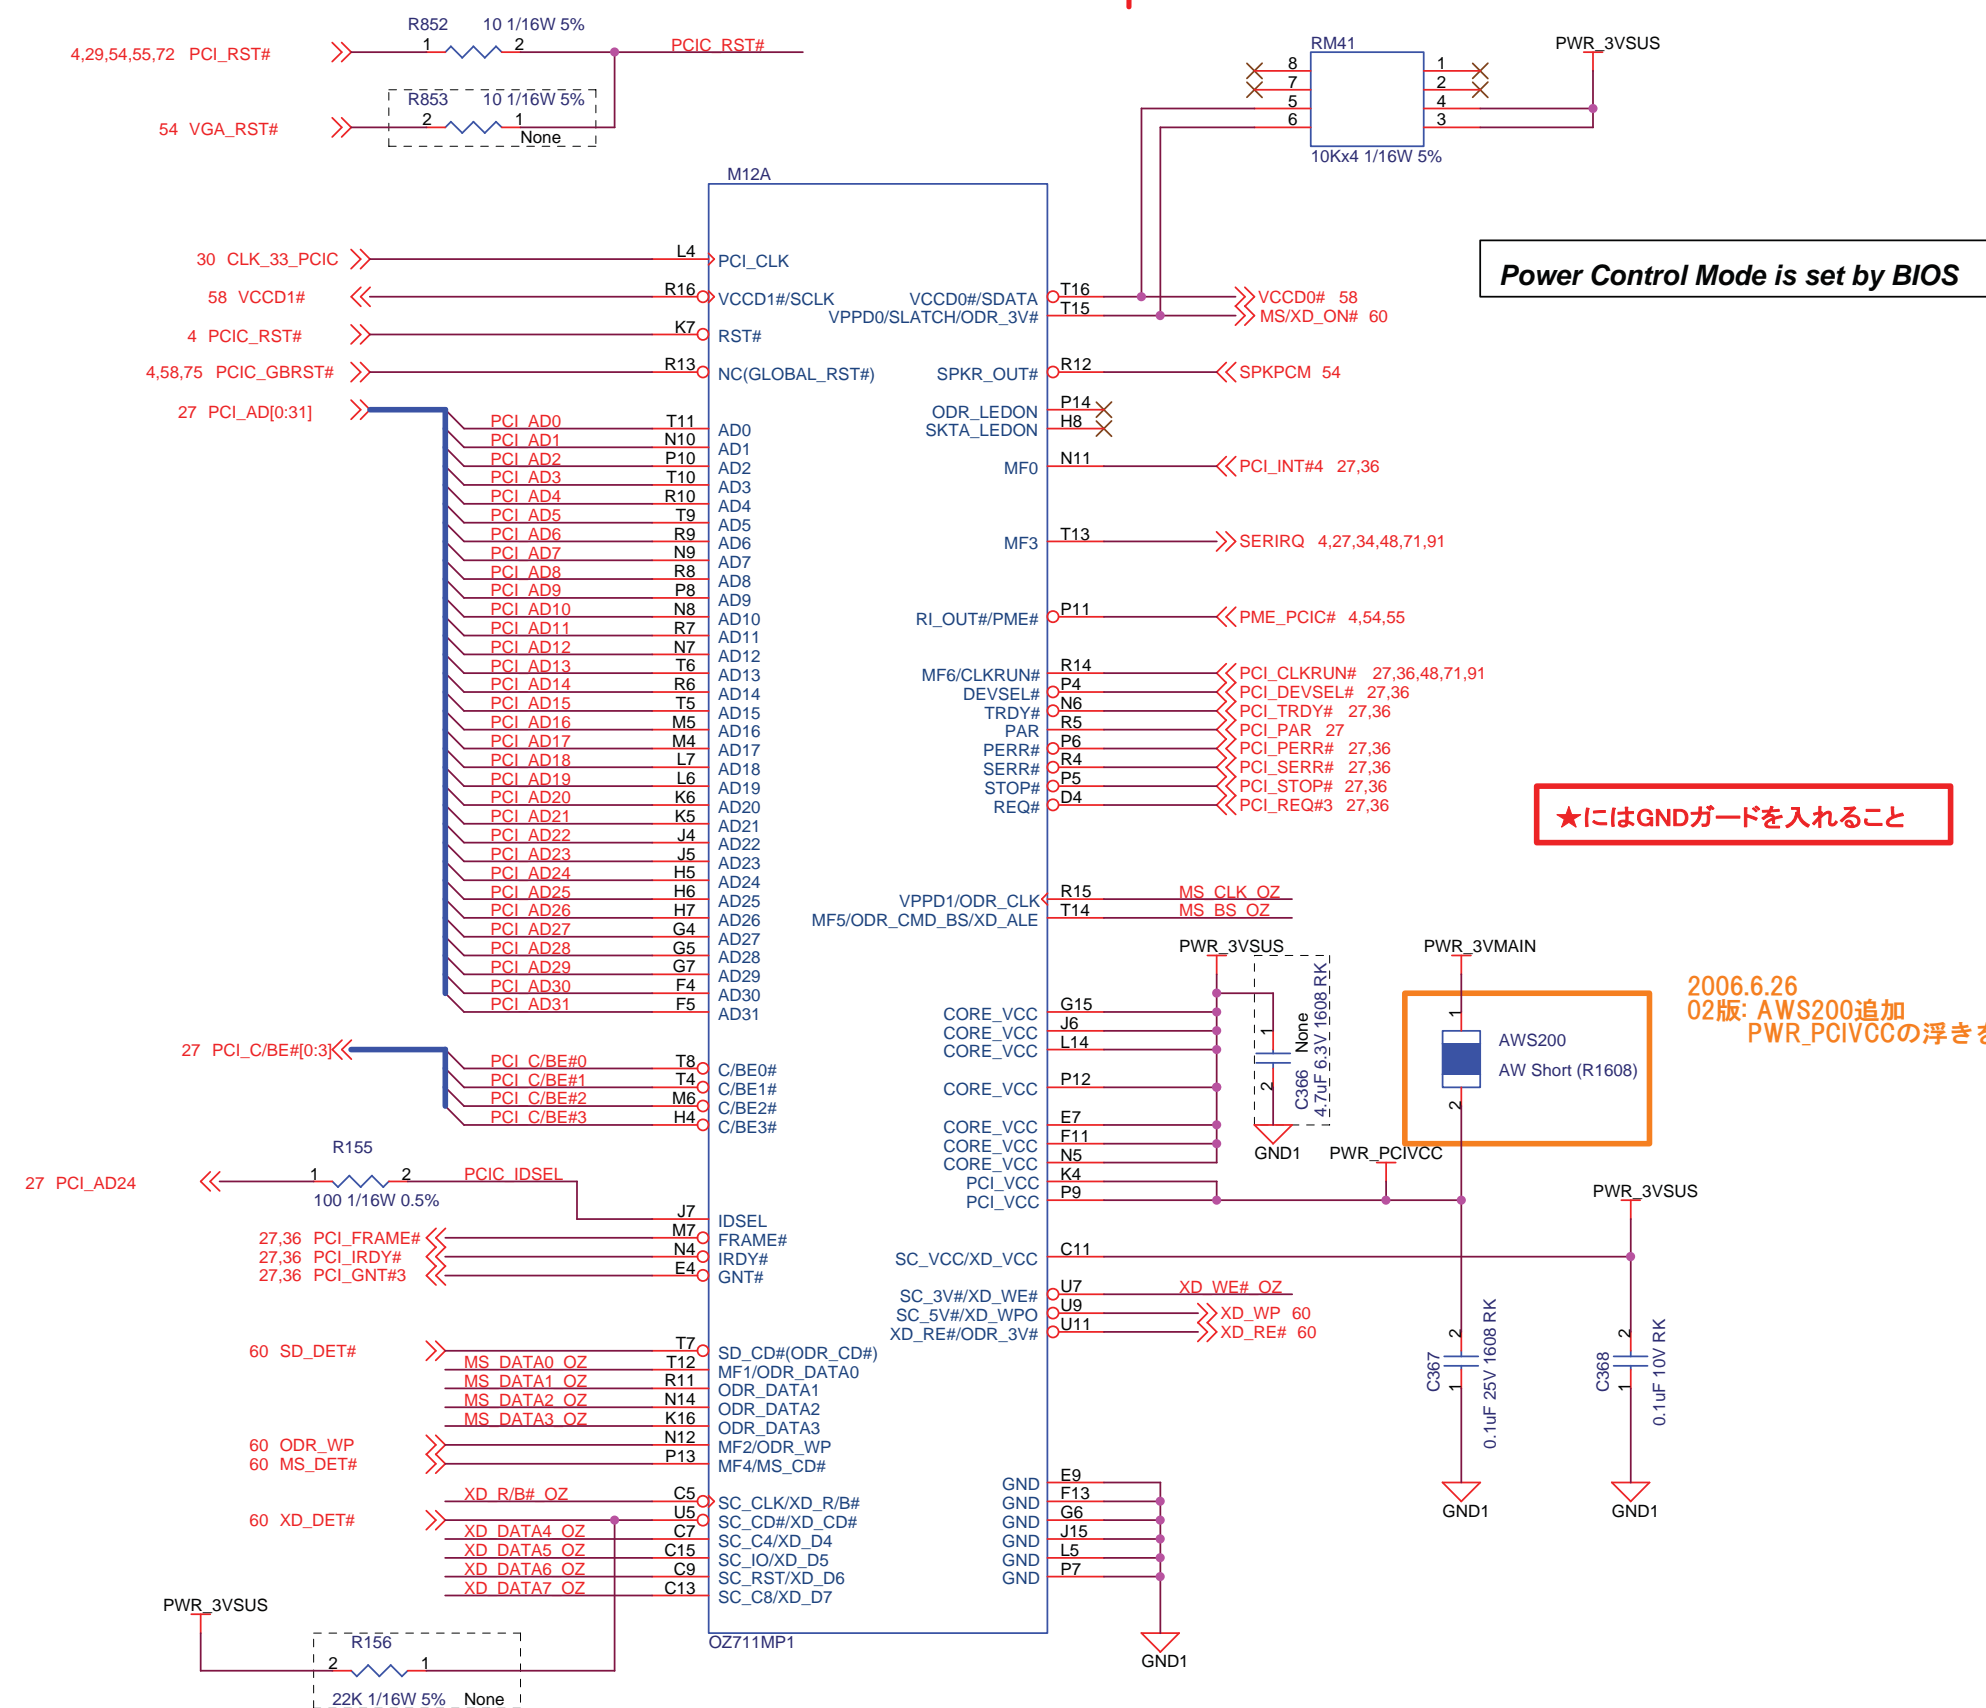 R852 10 1/16W 5%
4,29,54,55,72 PCI_RST# 1 2 PCIC_RST#
R853 10 1/16W 5%
54 VGA_RST# 2 1
None
RM41
PWR_3VSUS
8 1
7 2
5 4
6 3
10Kx4 1/16W 5%
M12A
Power Control Mode is set by BIOS
30 CLK_33_PCIC L4 PCI_CLK
58 VCCD1# R16 VCCD1#/SCLK
4 PCIC_RST# K7 RST#
4,58,75 PCIC_GBRST# R13 NC(GLOBAL_RST#)
27 PCI_AD[0:31]
PCI_AD0 T11 AD0
PCI_AD1 N10 AD1
PCI_AD2 P10 AD2
PCI_AD3 T10 AD3
PCI_AD4 R10 AD4
PCI_AD5 T9 AD5
PCI_AD6 R9 AD6
PCI_AD7 N9 AD7
PCI_AD8 R8 AD8
PCI_AD9 P8 AD9
PCI_AD10 N8 AD10
PCI_AD11 R7 AD11
PCI_AD12 N7 AD12
PCI_AD13 T6 AD13
PCI_AD14 R6 AD14
PCI_AD15 T5 AD15
PCI_AD16 M5 AD16
PCI_AD17 M4 AD17
PCI_AD18 L7 AD18
PCI_AD19 L6 AD19
PCI_AD20 K6 AD20
PCI_AD21 K5 AD21
PCI_AD22 J4 AD22
PCI_AD23 J5 AD23
PCI_AD24 H5 AD24
PCI_AD25 H6 AD25
PCI_AD26 H7 AD26
PCI_AD27 G4 AD27
PCI_AD28 G5 AD28
PCI_AD29 G7 AD29
PCI_AD30 F4 AD30
PCI_AD31 F5 AD31
27 PCI_C/BE#[0:3]
PCI_C/BE#0 T8 C/BE0#
PCI_C/BE#1 T4 C/BE1#
PCI_C/BE#2 M6 C/BE2#
PCI_C/BE#3 H4 C/BE3#
R155
27 PCI_AD24 1 2 PCIC_IDSEL
100 1/16W 0.5%
J7 IDSEL
27,36 PCI_FRAME# M7 FRAME#
27,36 PCI_IRDY# N4 IRDY#
27,36 PCI_GNT#3 E4 GNT#
60 SD_DET# T7 SD_CD#(ODR_CD#)
MS_DATA0_OZ T12 MF1/ODR_DATA0
MS_DATA1_OZ R11 ODR_DATA1
MS_DATA2_OZ N14 ODR_DATA2
MS_DATA3_OZ K16 ODR_DATA3
60 ODR_WP N12 MF2/ODR_WP
60 MS_DET# P13 MF4/MS_CD#
XD_R/B#_OZ C5 SC_CLK/XD_R/B#
60 XD_DET# U5 SC_CD#/XD_CD#
XD_DATA4_OZ C7 SC_C4/XD_D4
XD_DATA5_OZ C15 SC_IO/XD_D5
XD_DATA6_OZ C9 SC_RST/XD_D6
XD_DATA7_OZ C13 SC_C8/XD_D7
PWR_3VSUS
R156
2 1
22K 1/16W 5% None
OZ711MP1
VCCD0#/SDATA T16 VCCD0# 58
VPPD0/SLATCH/ODR_3V# T15 MS/XD_ON# 60
SPKR_OUT# R12 SPKPCM 54
ODR_LEDON P14
SKTA_LEDON H8
MF0 N11 PCI_INT#4 27,36
MF3 T13 SERIRQ 4,27,34,48,71,91
RI_OUT#/PME# P11 PME_PCIC# 4,54,55
MF6/CLKRUN# R14 PCI_CLKRUN# 27,36,48,71,91
DEVSEL# P4 PCI_DEVSEL# 27,36
TRDY# N6 PCI_TRDY# 27,36
PAR R5 PCI_PAR 27
PERR# P6 PCI_PERR# 27,36
SERR# R4 PCI_SERR# 27,36
STOP# P5 PCI_STOP# 27,36
REQ# D4 PCI_REQ#3 27,36
★にはGNDガードを入れること
VPPD1/ODR_CLK R15 MS_CLK_OZ
MF5/ODR_CMD_BS/XD_ALE T14 MS_BS_OZ
PWR_3VSUS
CORE_VCC G15
CORE_VCC J6
CORE_VCC L14
CORE_VCC P12
CORE_VCC E7
CORE_VCC F11
CORE_VCC N5
PCI_VCC K4
PCI_VCC P9
1
2
C366 None
4.7uF 6.3V 1608 RK
GND1
PWR_PCIVCC
PWR_3VMAIN
1
AWS200
AW Short (R1608)
2
2006.6.26
02版: AWS200追加
PWR_PCIVCCの浮きを
PWR_3VSUS
SC_VCC/XD_VCC C11
SC_3V#/XD_WE# U7 XD_WE#_OZ
SC_5V#/XD_WPO U9 XD_WP 60
XD_RE#/ODR_3V# U11 XD_RE# 60
2
C367
1
0.1uF 25V 1608 RK
GND1
2
C368
1
0.1uF 10V RK
GND1
GND E9
GND F13
GND G6
GND J15
GND L5
GND P7
GND1